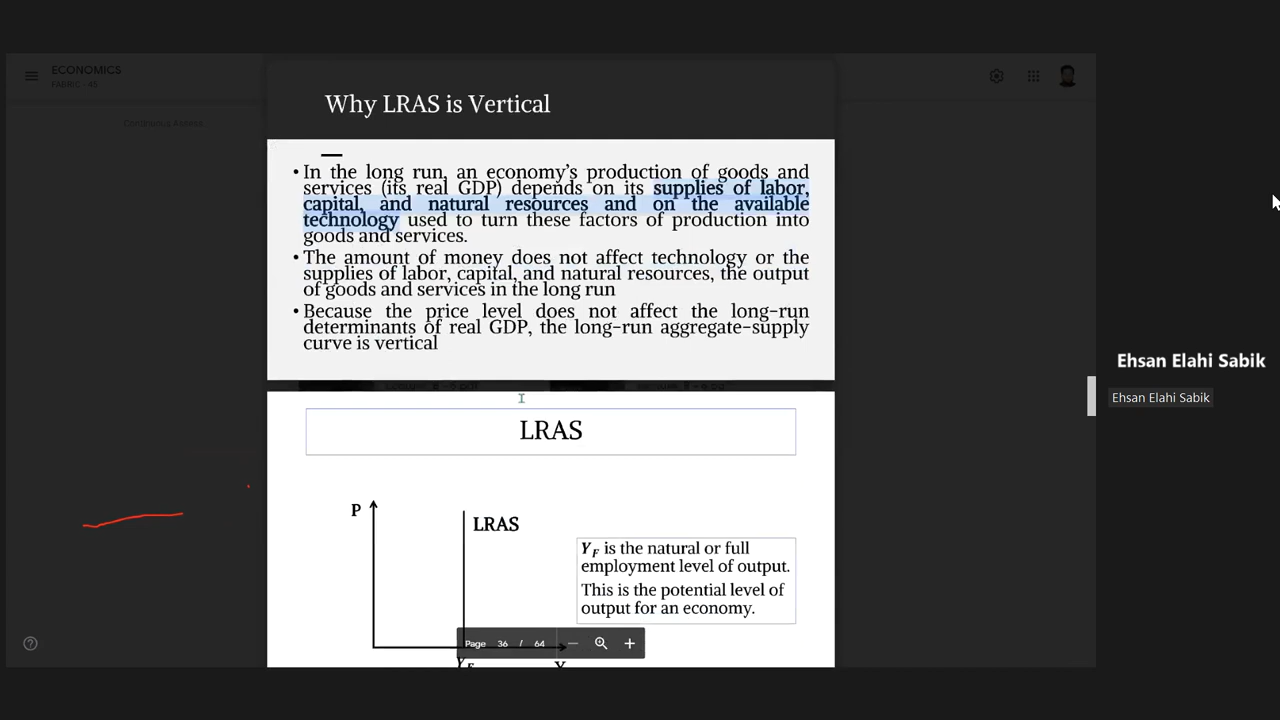 ECONOMICS
FABRIC - 45
Why LRAS is Vertical
• In the long run, an economy's production of goods and
services (its real GDP) depends on its supplies of labor,
capital, and natural resources and on the available
technology used to turn these factors of production into
goods and services.
• The amount of money does not affect technology or the
supplies of labor, capital, and natural resources, the output
of goods and services in the long run
• Because the price level does not affect the long-run
determinants of real GDP, the long-run aggregate-supply
curve is vertical
Ehsan Elahi Sabik
Ehsan Elahi Sabik
LRAS
P
LRAS
Y_F is the natural or full
employment level of output.
This is the potential level of
output for an economy.
Page 36 / 64
Y_F Y